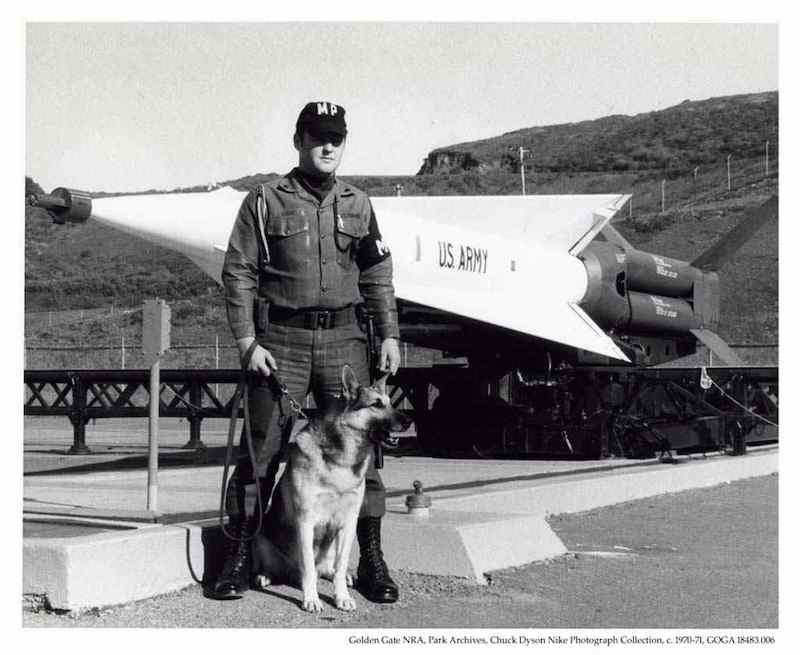 MP
U.S. ARMY
Golden Gate NRA, Park Archives, Chuck Dyson Nike Photograph Collection, c. 1970-71, GOGA 18483.006